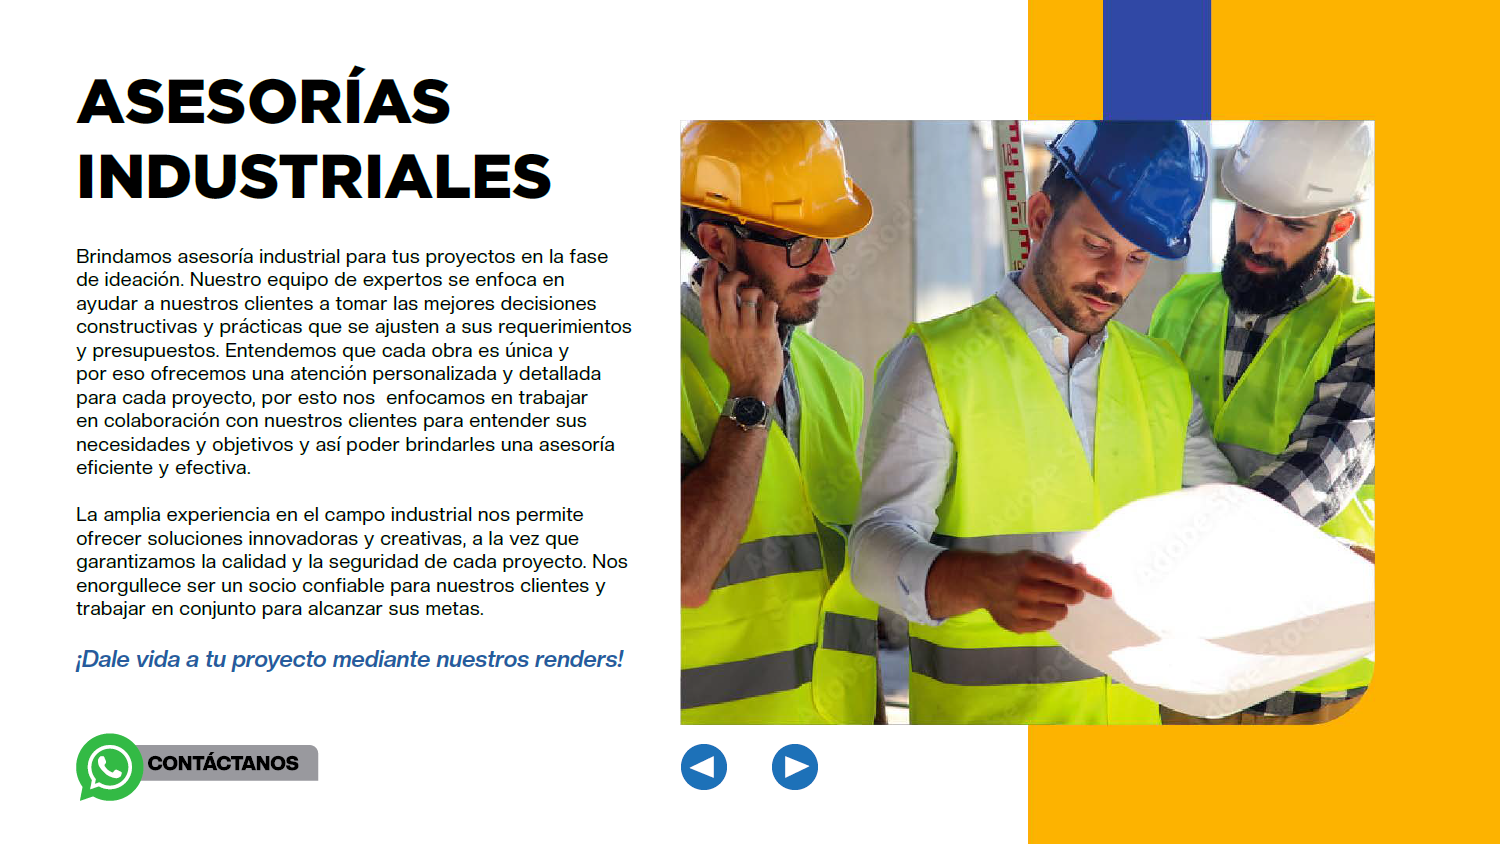 ASESORÍAS
INDUSTRIALES
Brindamos asesoría industrial para tus proyectos en la fase
de ideación. Nuestro equipo de expertos se enfoca en
ayudar a nuestros clientes a tomar las mejores decisiones
constructivas y prácticas que se ajusten a sus requerimientos
y presupuestos. Entendemos que cada obra es única y
por eso ofrecemos una atención personalizada y detallada
para cada proyecto, por esto nos  enfocamos en trabajar
en colaboración con nuestros clientes para entender sus
necesidades y objetivos y así poder brindarles una asesoría
eficiente y efectiva.
La amplia experiencia en el campo industrial nos permite
ofrecer soluciones innovadoras y creativas, a la vez que
garantizamos la calidad y la seguridad de cada proyecto. Nos
enorgullece ser un socio confiable para nuestros clientes y
trabajar en conjunto para alcanzar sus metas.
¡Dale vida a tu proyecto mediante nuestros renders!
CONTÁCTANOS
Adobe Stock